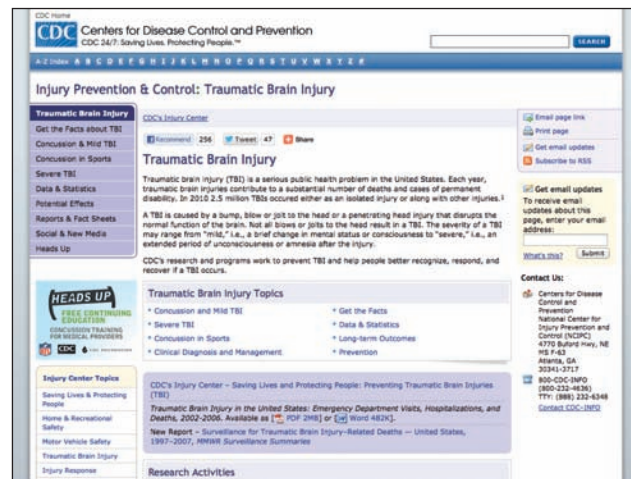 CDC Home
CDC
Centers for Disease Control and Prevention
CDC 24/7: Saving Lives. Protecting People.™
SEARCH
A-Z Index A B C D E F G H I J K L M N O P Q R S T U V W X Y Z #
Injury Prevention & Control: Traumatic Brain Injury
Traumatic Brain Injury
Get the Facts about TBI
Concussion & Mild TBI
Concussion in Sports
Severe TBI
Data & Statistics
Potential Effects
Reports & Fact Sheets
Social & New Media
Heads Up
HEADS UP
FREE CONTINUING
EDUCATION
CONCUSSION TRAINING
FOR MEDICAL PROVIDERS
NFL CDC
Injury Center Topics
Saving Lives & Protecting
People
Home & Recreational
Safety
Motor Vehicle Safety
Traumatic Brain Injury
Injury Response
CDC's Injury Center
Recommend 256 Tweet 47 Share
Traumatic Brain Injury
Traumatic brain injury (TBI) is a serious public health problem in the United States. Each year,
traumatic brain injuries contribute to a substantial number of deaths and cases of permanent
disability. In 2010 2.5 million TBIs occured either as an isolated injury or along with other injuries.1
A TBI is caused by a bump, blow or jolt to the head or a penetrating head injury that disrupts the
normal function of the brain. Not all blows or jolts to the head result in a TBI. The severity of a TBI
may range from "mild," i.e., a brief change in mental status or consciousness to "severe," i.e., an
extended period of unconsciousness or amnesia after the injury.
CDC's research and programs work to prevent TBI and help people better recognize, respond, and
recover if a TBI occurs.
Traumatic Brain Injury Topics
Concussion and Mild TBI
Severe TBI
Concussion in Sports
Clinical Diagnosis and Management
Get the Facts
Data & Statistics
Long-term Outcomes
Prevention
CDC's Injury Center – Saving Lives and Protecting People: Preventing Traumatic Brain Injuries
(TBI)
Traumatic Brain Injury in the United States: Emergency Department Visits, Hospitalizations, and
Deaths, 2002-2006. Available as [PDF 2MB] or [Word 482K].
New Report – Surveillance for Traumatic Brain Injury–Related Deaths — United States,
1997–2007, MMWR Surveillance Summaries
Research Activities
Email page link
Print page
Get email updates
Subscribe to RSS
Get email updates
To receive email
updates about this
page, enter your email
address:
What's this? Submit
Contact Us:
Centers for Disease
Control and
Prevention
National Center for
Injury Prevention and
Control (NCIPC)
4770 Buford Hwy, NE
MS F-63
Atlanta, GA
30341-3717
800-CDC-INFO
(800-232-4636)
TTY: (888) 232-6348
Contact CDC-INFO